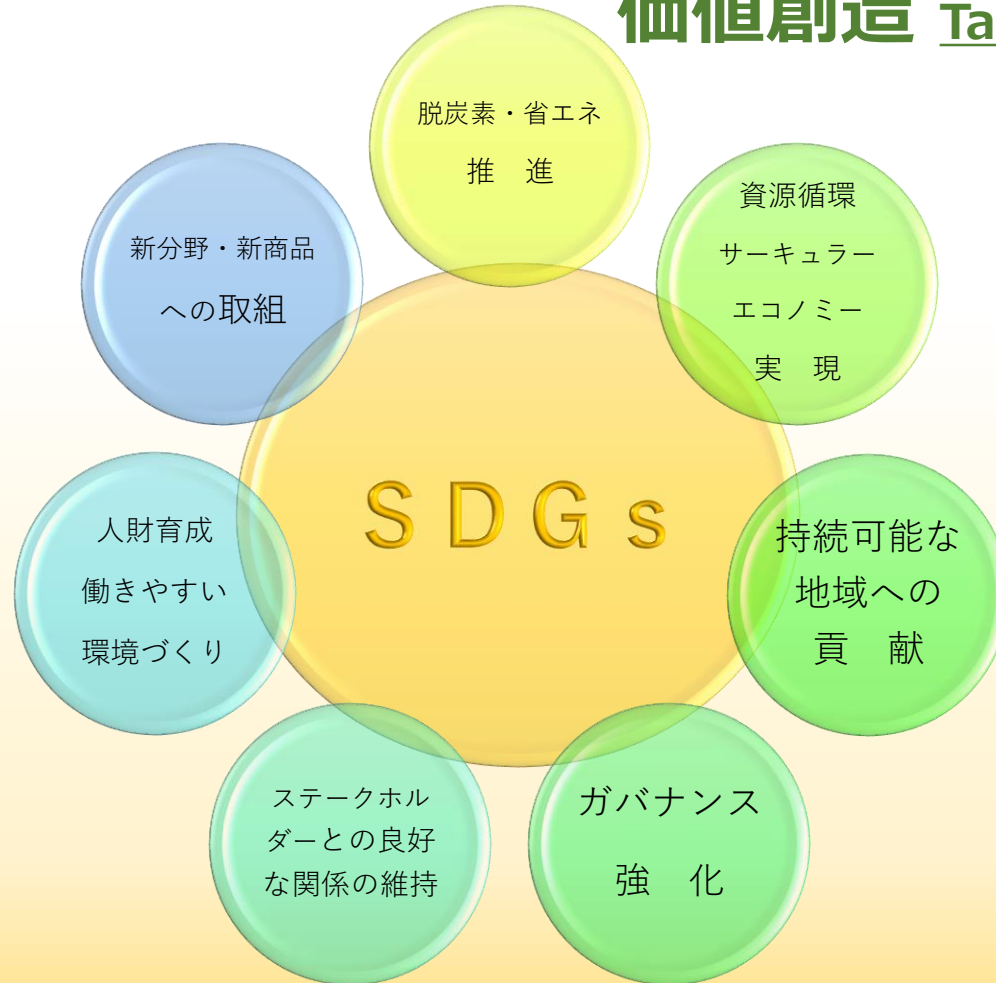 価値創造 Ta
脱炭素・省エネ
推　進
資源循環
サーキュラー
エコノミー
実　現
新分野・新商品
への取組
ＳＤＧｓ
人財育成
働きやすい
環境づくり
持続可能な
地域への
貢　献
ステークホル
ダーとの良好
な関係の維持
ガバナンス
強　化